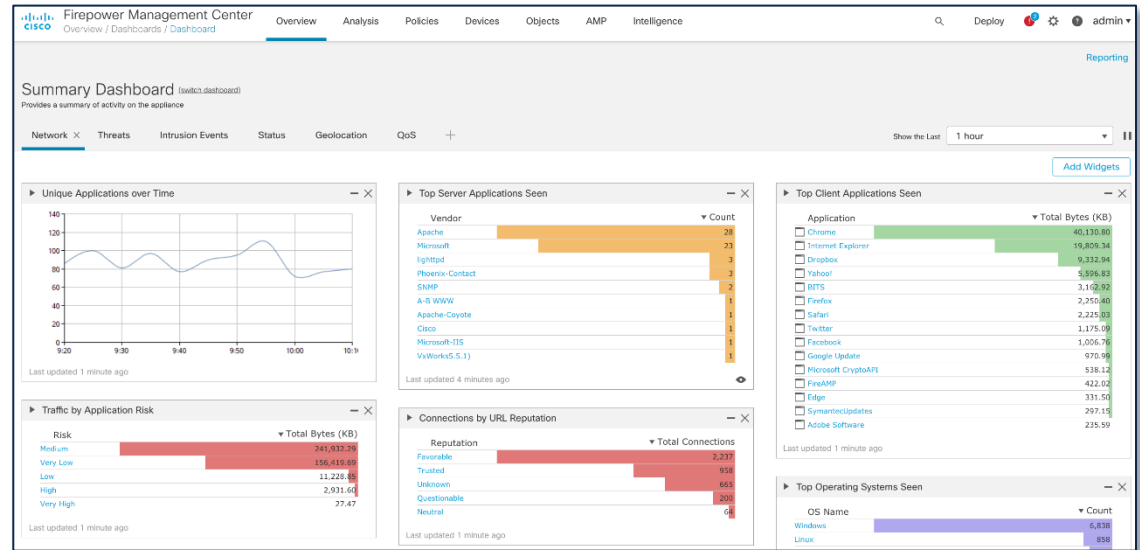 Firepower Management Center
Overview / Dashboards / Dashboard
CISCO
Overview Analysis Policies Devices Objects AMP Intelligence
Deploy admin
Reporting
Summary Dashboard (switch dashboard)
Provides a summary of activity on the appliance
Network Threats Intrusion Events Status Geolocation QoS
Show the Last 1 hour
Add Widgets
Unique Applications over Time
140
120
100
80
60
40
20
0
9:20 9:30 9:40 9:50 10:00
Last updated 1 minute ago
Traffic by Application Risk
Risk Total Bytes (KB)
Medium 241,932.29
Very Low 156,419.69
Low 11,228.85
High 2,931.60
Very High 27.47
Last updated 1 minute ago
Top Server Applications Seen
Vendor Count
Apache 28
Microsoft 23
lighttpd 3
Phoenix-Contact 3
SNMP 2
A-B WWW 1
Apache-Coyote 1
Cisco 1
Microsoft-IIS 1
VxWorks5.5.1) 1
Last updated 4 minutes ago
Connections by URL Reputation
Reputation Total Connections
Favorable 2,237
Trusted 958
Unknown 665
Questionable 200
Neutral 64
Last updated 1 minute ago
Top Client Applications Seen
Application Total Bytes (KB)
Chrome 40,130.80
Internet Explorer 19,809.34
Dropbox 9,332.94
Yahoo! 5,596.83
BITS 3,162.92
Firefox 2,250.40
Safari 2,225.03
Twitter 1,175.09
Facebook 1,006.76
Google Update 970.99
Microsoft CryptoAPI 538.12
FireAMP 422.02
Edge 331.50
SymantecUpdates 297.15
Adobe Software 235.59
Last updated 1 minute ago
Top Operating Systems Seen
OS Name Count
Windows 6,838
Linux 858